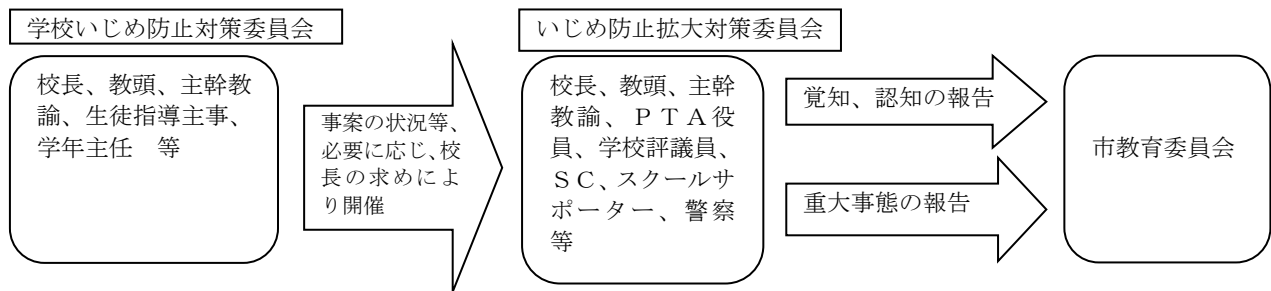 学校いじめ防止対策委員会
校長、教頭、主幹教
諭、生徒指導主事、
学年主任　等
事案の状況等、
必要に応じ、校
長の求めによ
り開催
いじめ防止拡大対策委員会
校長、教頭、主幹
教諭、ＰＴＡ役
員、学校評議員、
ＳＣ、スクールサ
ポーター、警察
等
覚知、認知の報告
重大事態の報告
市教育委員会